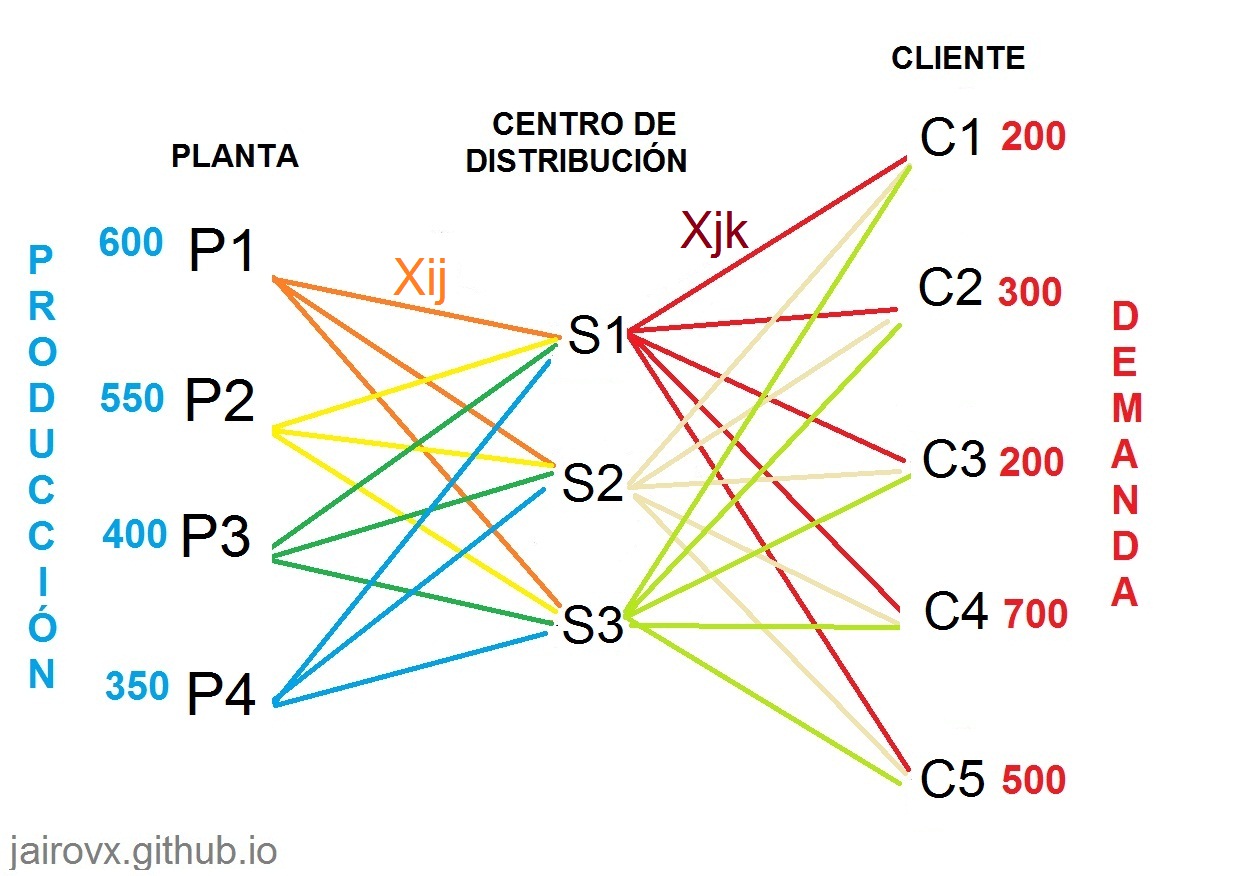 CLIENTE
CENTRO DE
DISTRIBUCIÓN
PLANTA
PRODUCCIÓN
600 P1
550 P2
400 P3
350 P4
Xij
Xjk
S1
S2
S3
C1 200
C2 300
C3 200
C4 700
C5 500
DEMANDA
jairovx.github.io